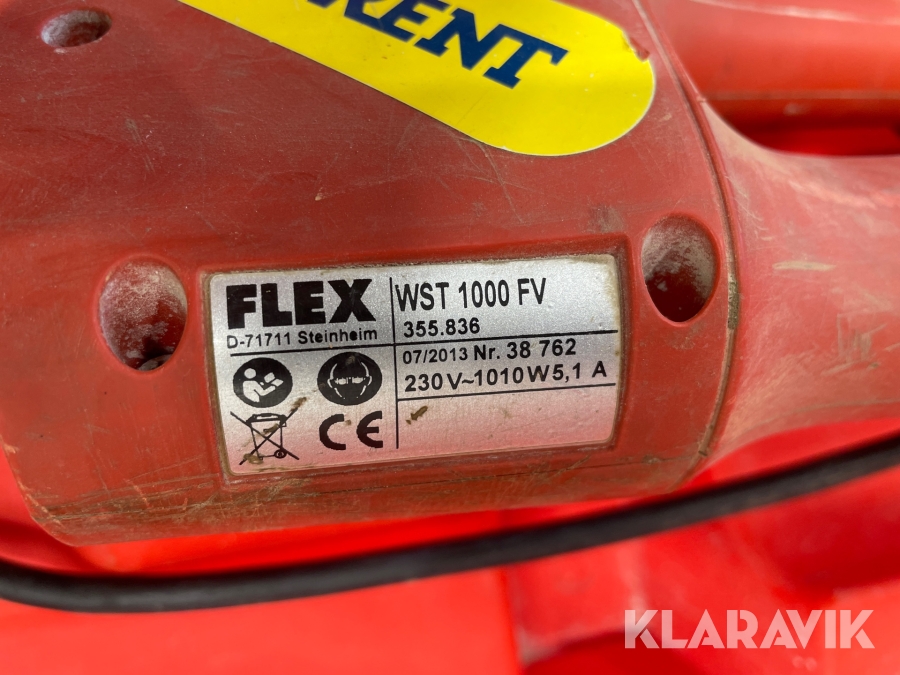 RENT
FLEX
D-71711 Steinheim
WST 1000 FV
355.836
07/2013 Nr. 38 762
230V~1010W5,1 A
CE
KLARAVIK